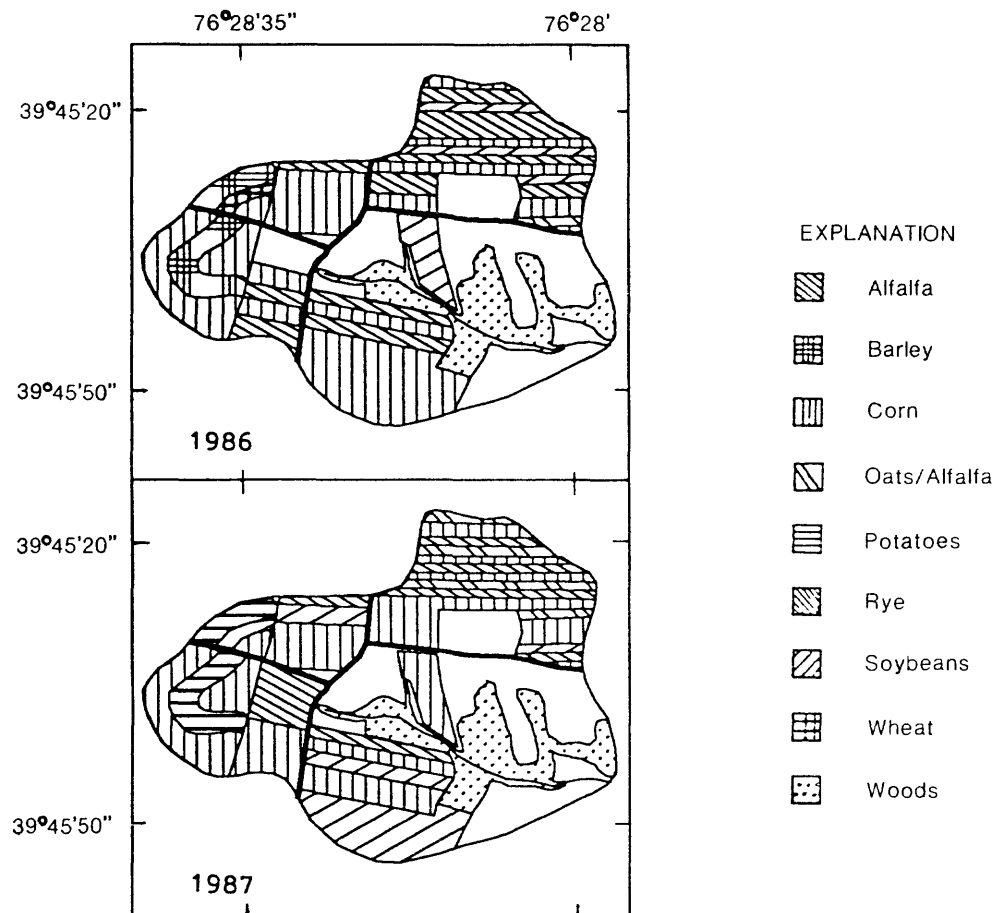 76°28'35" 76°28'
39°45'20"
39°45'50"
1986
39°45'20"
39°45'50"
1987
EXPLANATION
Alfalfa
Barley
Corn
Oats/Alfalfa
Potatoes
Rye
Soybeans
Wheat
Woods